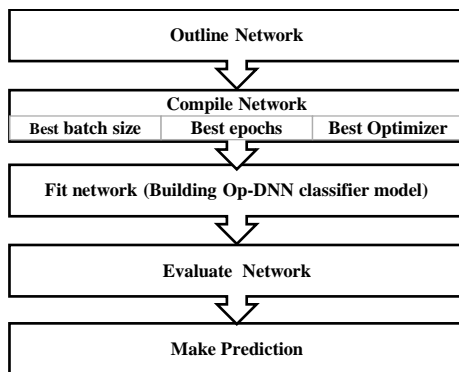 Outline Network
Compile Network
Best batch size Best epochs Best Optimizer
Fit network (Building Op-DNN classifier model)
Evaluate Network
Make Prediction